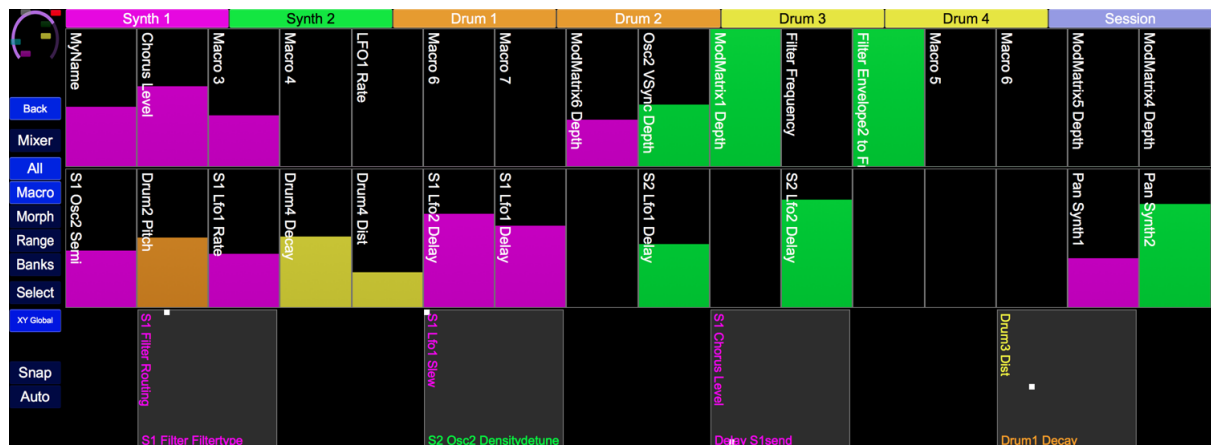 Synth 1
Synth 2
Drum 1
Drum 2
Drum 3
Drum 4
Session
MyName
Chorus Level
Macro 3
Macro 4
LFO1 Rate
Macro 6
Macro 7
ModMatrix6 Depth
Osc2 VSync Depth
ModMatrix1 Depth
Filter Frequency
Filter Envelope2 to F
Macro 5
Macro 6
ModMatrix5 Depth
ModMatrix4 Depth
Back
Mixer
All
Macro
Morph
Range
Banks
Select
S1 Osc2 Semi
Drum2 Pitch
S1 Lfo1 Rate
Drum4 Decay
Drum4 Dist
S1 Lfo2 Delay
S1 Lfo1 Delay
S2 Lfo1 Delay
S2 Lfo2 Delay
Pan Synth1
Pan Synth2
XY Global
Snap
Auto
S1 Filter Routing
S1 Filter Filtertype
S1 Lfo1 Slew
S2 Osc2 Densitydetune
S1 Chorus Level
Delay S1send
Drum3 Dist
Drum1 Decay